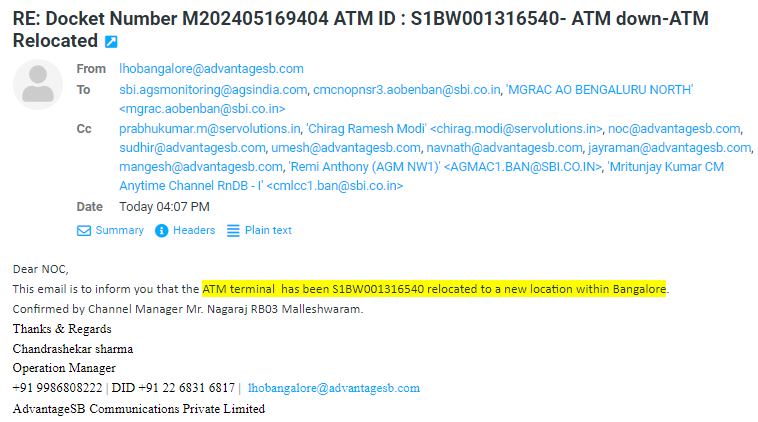 RE: Docket Number M202405169404 ATM ID : S1BW001316540- ATM down-ATM
Relocated
From lhobangalore@advantagesb.com
To sbi.agsmonitoring@agsindia.com, cmcnopnsr3.aobenban@sbi.co.in, 'MGRAC AO BENGALURU NORTH'
<mgrac.aobenban@sbi.co.in>
Cc prabhukumar.m@servolutions.in, 'Chirag Ramesh Modi' <chirag.modi@servolutions.in>, noc@advantagesb.com,
sudhir@advantagesb.com, umesh@advantagesb.com, navnath@advantagesb.com, jayraman@advantagesb.com,
mangesh@advantagesb.com, 'Remi Anthony (AGM NW1)' <AGMAC1.BAN@SBI.CO.IN>, 'Mritunjay Kumar CM
Anytime Channel RnDB - I' <cmlcc1.ban@sbi.co.in>
Date Today 04:07 PM
Summary Headers Plain text
Dear NOC,
This email is to inform you that the ATM terminal has been S1BW001316540 relocated to a new location within Bangalore.
Confirmed by Channel Manager Mr. Nagaraj RB03 Malleshwaram.
Thanks & Regards
Chandrashekar sharma
Operation Manager
+91 9986808222 | DID +91 22 6831 6817 | lhobangalore@advantagesb.com
AdvantageSB Communications Private Limited